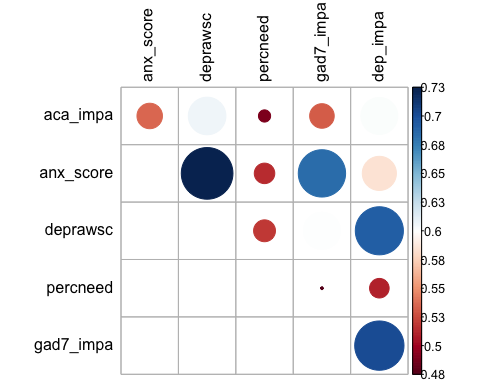 anx_score
deprawsc
percneed
gad7_impa
dep_impa
aca_impa
anx_score
deprawsc
percneed
gad7_impa
0.73
0.7
0.68
0.65
0.63
0.6
0.58
0.55
0.53
0.5
0.48